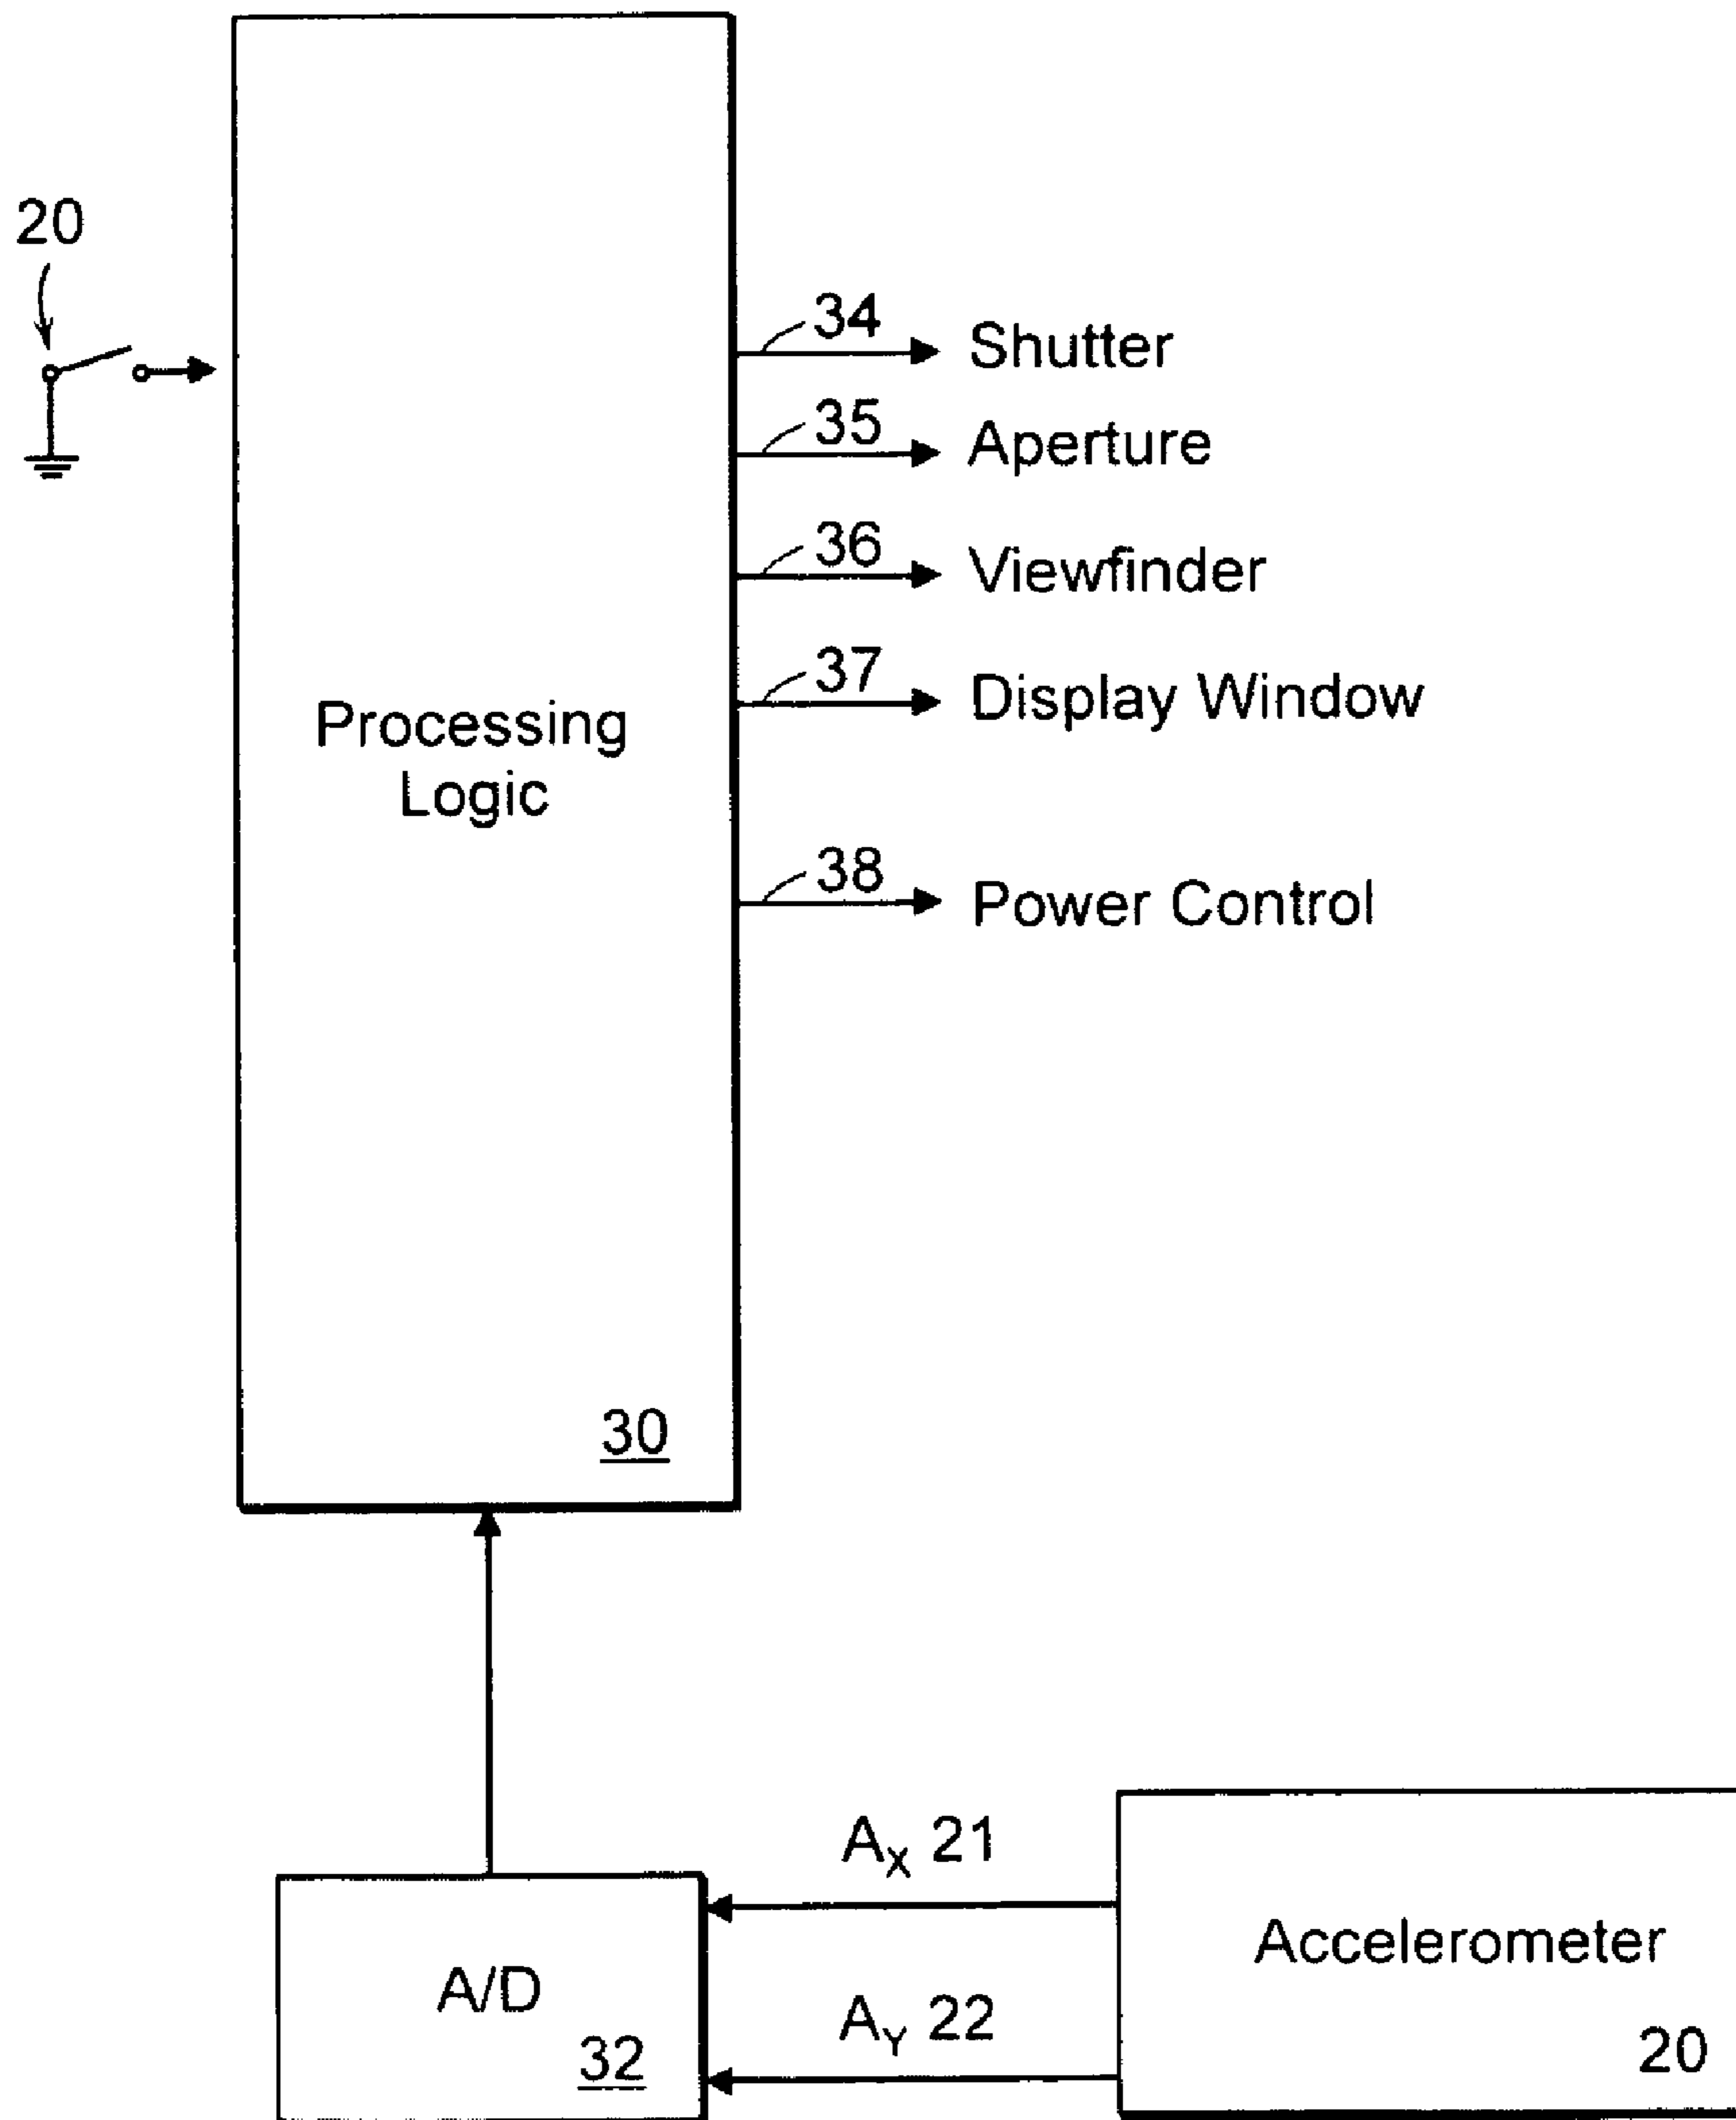 20
34
Shutter
35
Aperture
36
Viewfinder
37
Display Window
Processing
Logic
38
Power Control
30
Aₓ 21
Accelerometer
A/D
32
A_Y 22
20